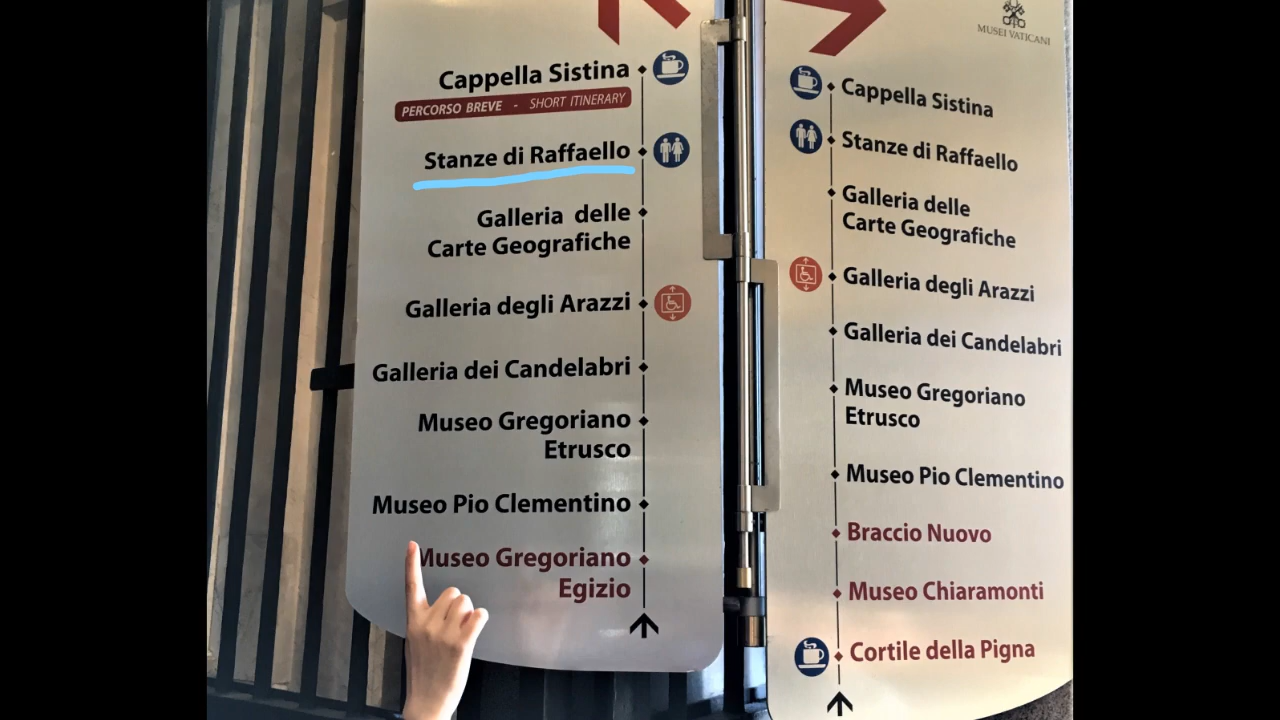 Cappella Sistina
PERCORSO BREVE - SHORT ITINERARY
Stanze di Raffaello
Galleria delle
Carte Geografiche
Galleria degli Arazzi
Galleria dei Candelabri
Museo Gregoriano
Etrusco
Museo Pio Clementino
Museo Gregoriano
Egizio
MUSEI VATICANI
Cappella Sistina
Stanze di Raffaello
Galleria delle
Carte Geografiche
Galleria degli Arazzi
Galleria dei Candelabri
Museo Gregoriano
Etrusco
Museo Pio Clementino
Braccio Nuovo
Museo Chiaramonti
Cortile della Pigna